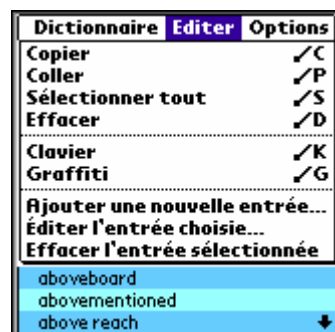 Dictionnaire Editer Options
Copier /C
Coller /P
Sélectionner tout /S
Effacer /D
Clavier /K
Graffiti /G
Ajouter une nouvelle entrée...
Éditer l'entrée choisie...
Effacer l'entrée sélectionnée
aboveboard
abovementioned
above reach